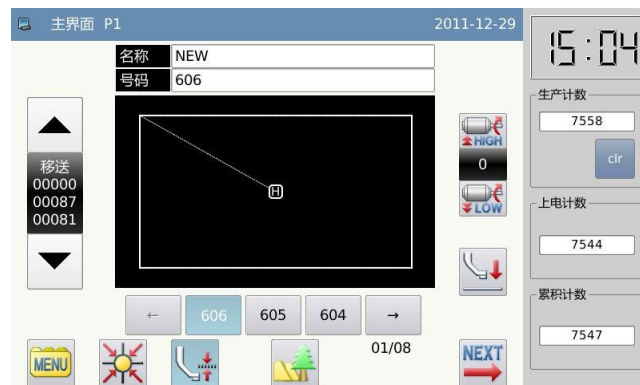 主界面 P1 2011-12-29
15:04
名称 NEW
号码 606
移送
00000
00087
00081
H
HIGH
0
LOW
← 606 605 604 →
01/08
MENU
NEXT
生产计数
7558
clr
上电计数
7544
累积计数
7547